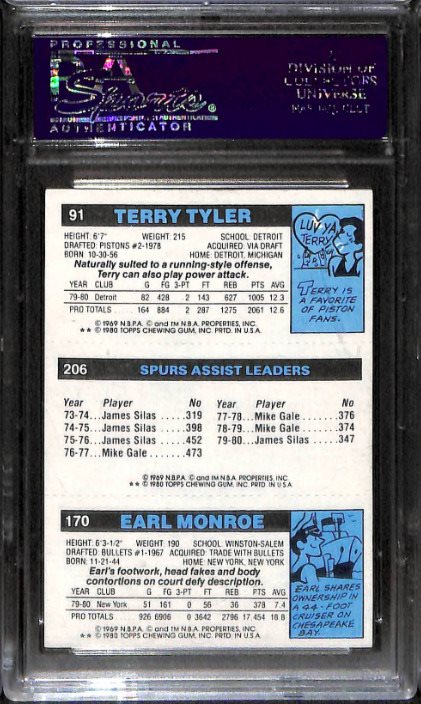 PROFESSIONAL
PSA
Sports
®
AUTHENTICATOR
A
DIVISION OF
COLLECTORS
UNIVERSE
91 TERRY TYLER
HEIGHT: 6'7" WEIGHT: 215 SCHOOL: DETROIT
DRAFTED: PISTONS #2-1978 ACQUIRED: VIA DRAFT
BORN 10-30-56 HOME: DETROIT, MICHIGAN
Naturally suited to a running-style offense,
Terry can also play power attack.
YEAR CLUB G FG 3-PT FT REB PTS AVG
79-80 Detroit 82 428 2 143 627 1005 12.3
PRO TOTALS 164 884 2 287 1275 2061 12.6
© 1969 N.B.P.A. © and TM N.B.A. PROPERTIES, INC.
** © 1980 TOPPS CHEWING GUM, INC. PRTD. IN U.S.A.
LUV YA
TERRY
TERRY IS
A FAVORITE
OF PISTON
FANS.
206 SPURS ASSIST LEADERS
Year Player No Year Player No
73-74...James Silas .....319 77-78...Mike Gale.....376
74-75...James Silas .....398 78-79...Mike Gale.....374
75-76...James Silas .....452 79-80...James Silas....347
76-77...Mike Gale.......473
© 1969 N.B.P.A. © and TM N.B.A. PROPERTIES, INC.
** © 1980 TOPPS CHEWING GUM, INC. PRTD. IN U.S.A.
170 EARL MONROE
HEIGHT: 6'3-1/2" WEIGHT: 190 SCHOOL: WINSTON-SALEM
DRAFTED: BULLETS #1-1967 ACQUIRED: TRADE WITH BULLETS
BORN: 11-21-44 HOME: NEW YORK, NEW YORK
Earl's footwork, head fakes and body
contortions on court defy description.
YEAR CLUB G FG 3-PT FT REB PTS AVG
79-80 New York 51 161 0 56 36 378 7.4
PRO TOTALS 926 6906 0 3642 2796 17,454 18.8
© 1969 N.B.P.A. © and TM N.B.A. PROPERTIES, INC.
** © 1980 TOPPS CHEWING GUM, INC. PRTD. IN U.S.A.
EARL SHARES
OWNERSHIP IN
A 44-FOOT
CRUISER ON
CHESAPEAKE
BAY.